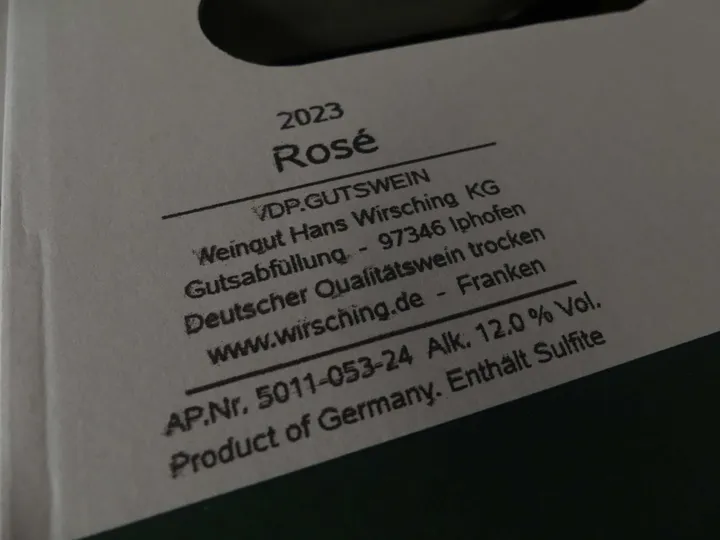 2023
Rosé
VDP.GUTSWEIN
Weingut Hans Wirsching KG
Gutsabfüllung - 97346 Iphofen
Deutscher Qualitätswein trocken
www.wirsching.de - Franken
AP.Nr. 5011-053-24 Alk. 12.0 % Vol.
Product of Germany. Enthält Sulfite